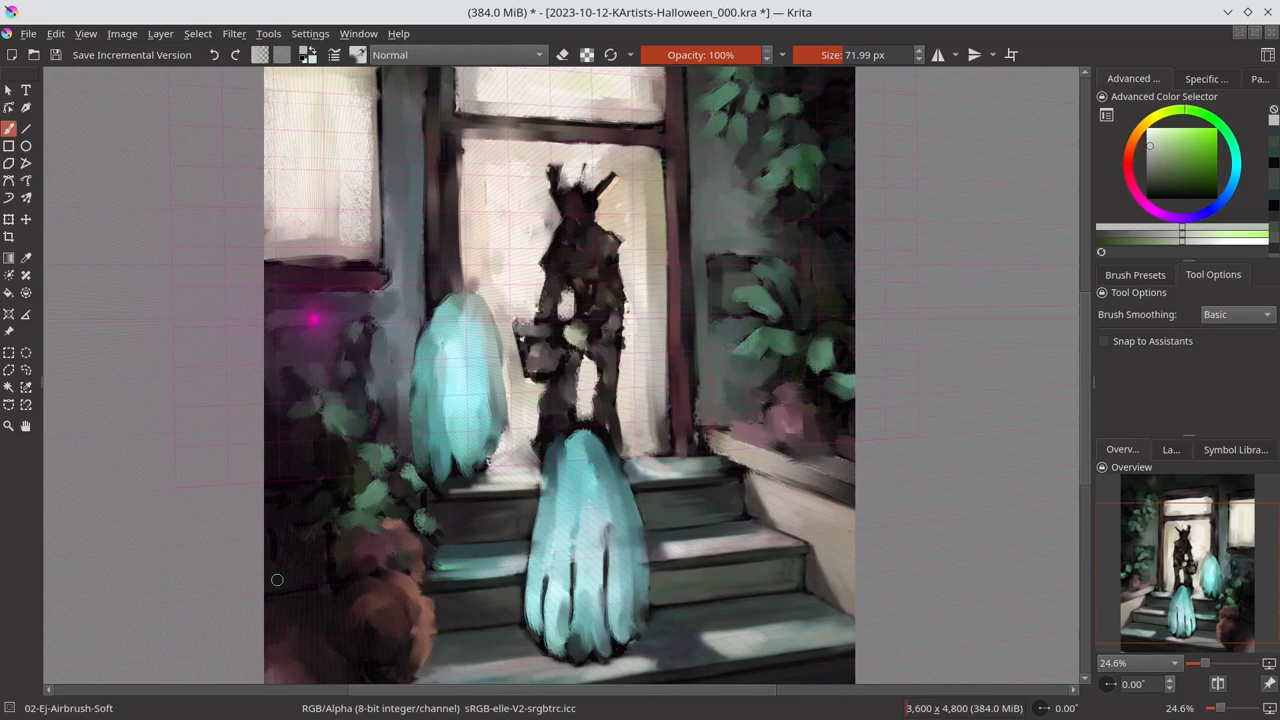 (384.0 MiB) * - [2023-10-12-KArtists-Halloween_000.kra *] — Krita
File Edit View Image Layer Select Filter Tools Settings Window Help
Save Incremental Version Normal Opacity: 100% Size: 71.99 px
Advanced ... Specific ... Pa...
Advanced Color Selector
Brush Presets Tool Options
Tool Options
Brush Smoothing: Basic
Snap to Assistants
Overv... La... Symbol Libra...
Overview
24.6%
0.00°
02-Ej-Airbrush-Soft RGB/Alpha (8-bit integer/channel) sRGB-elle-V2-srgbtrc.icc 3,600 x 4,800 (384.0 MiB) 0.00° 24.6%